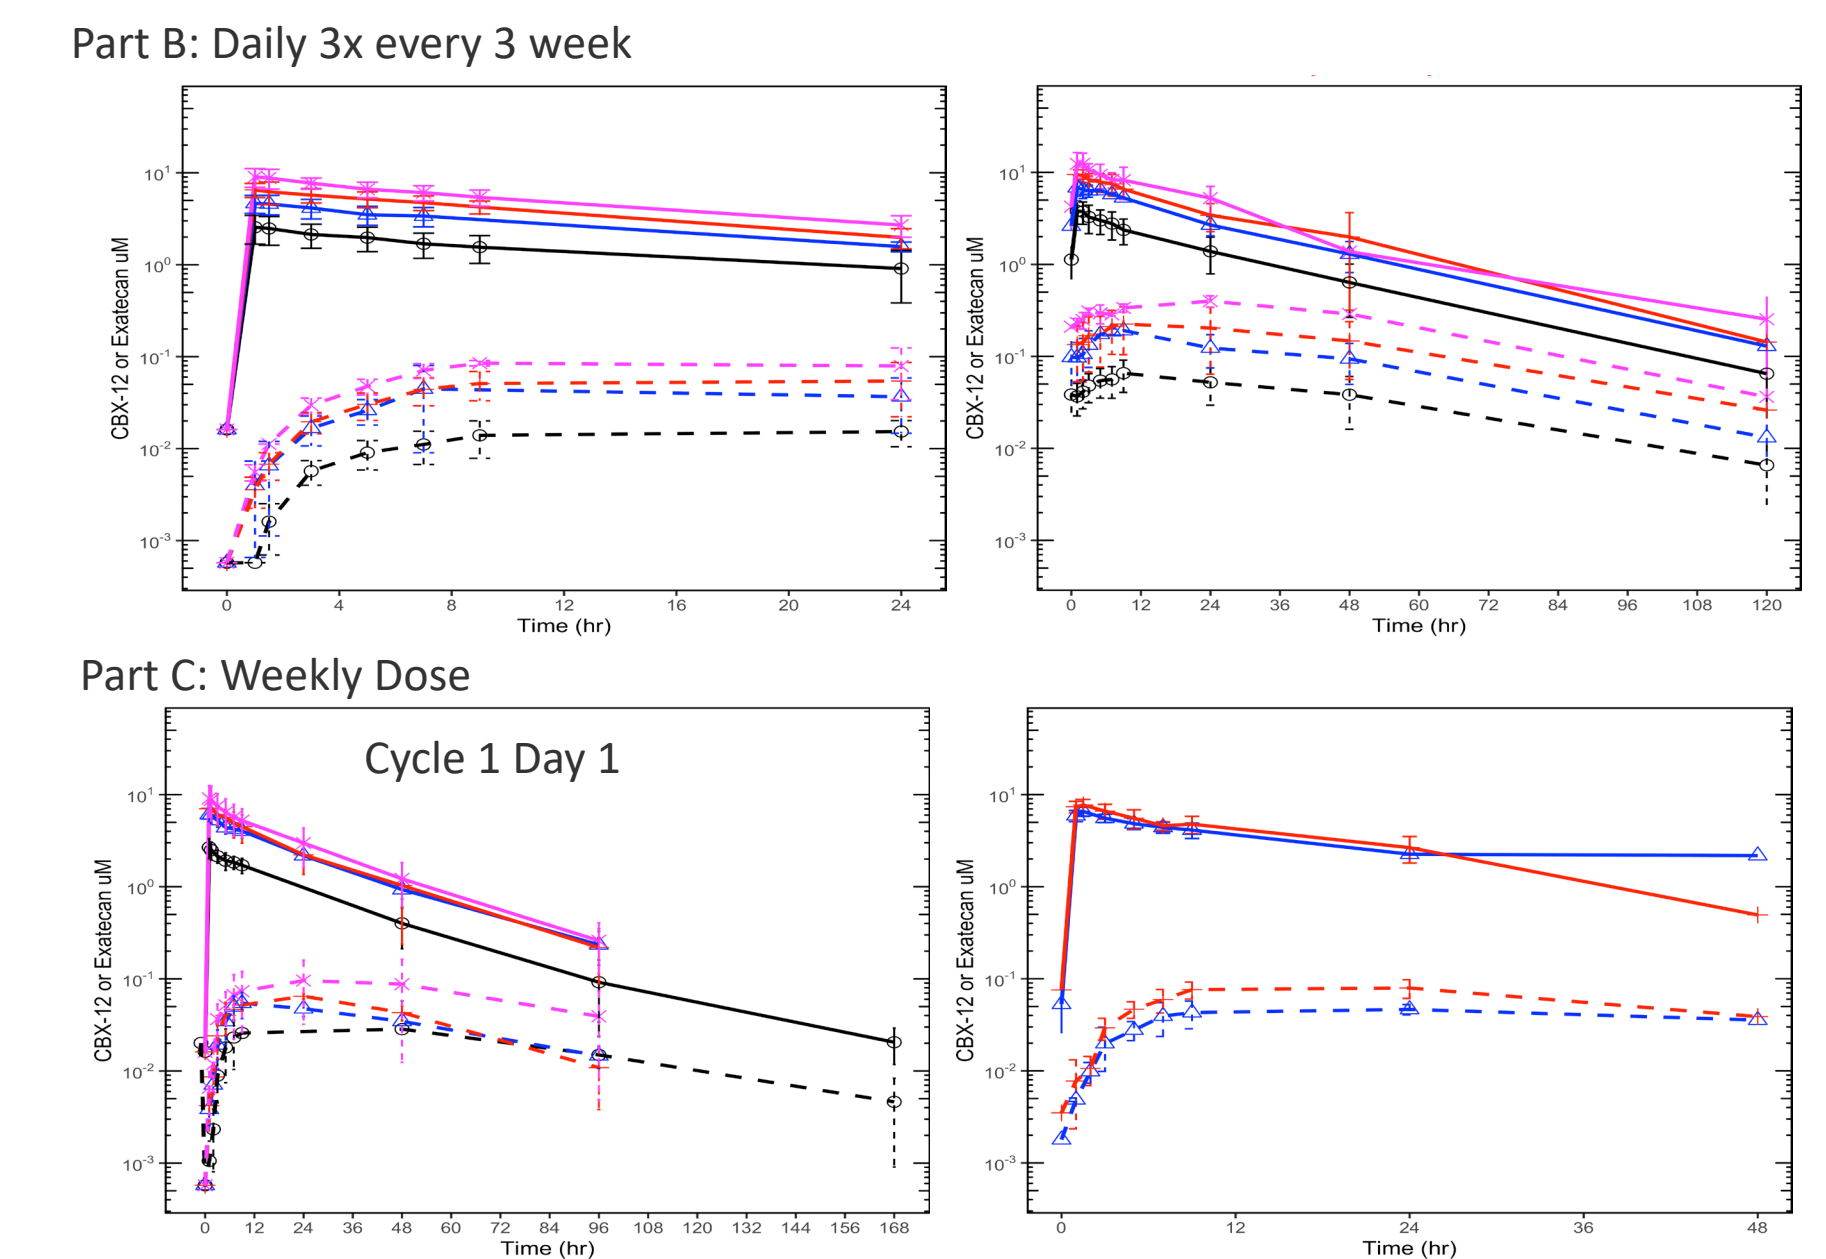 Part B: Daily 3x every 3 week
CBX-12 or Exatecan uM
10¹
10⁰
10⁻¹
10⁻²
10⁻³
0 4 8 12 16 20 24
Time (hr)
CBX-12 or Exatecan uM
10¹
10⁰
10⁻¹
10⁻²
10⁻³
0 12 24 36 48 60 72 84 96 108 120
Time (hr)
Part C: Weekly Dose
Cycle 1 Day 1
CBX-12 or Exatecan uM
10¹
10⁰
10⁻¹
10⁻²
10⁻³
0 12 24 36 48 60 72 84 96 108 120 132 144 156 168
Time (hr)
CBX-12 or Exatecan uM
10¹
10⁰
10⁻¹
10⁻²
10⁻³
0 12 24 36 48
Time (hr)